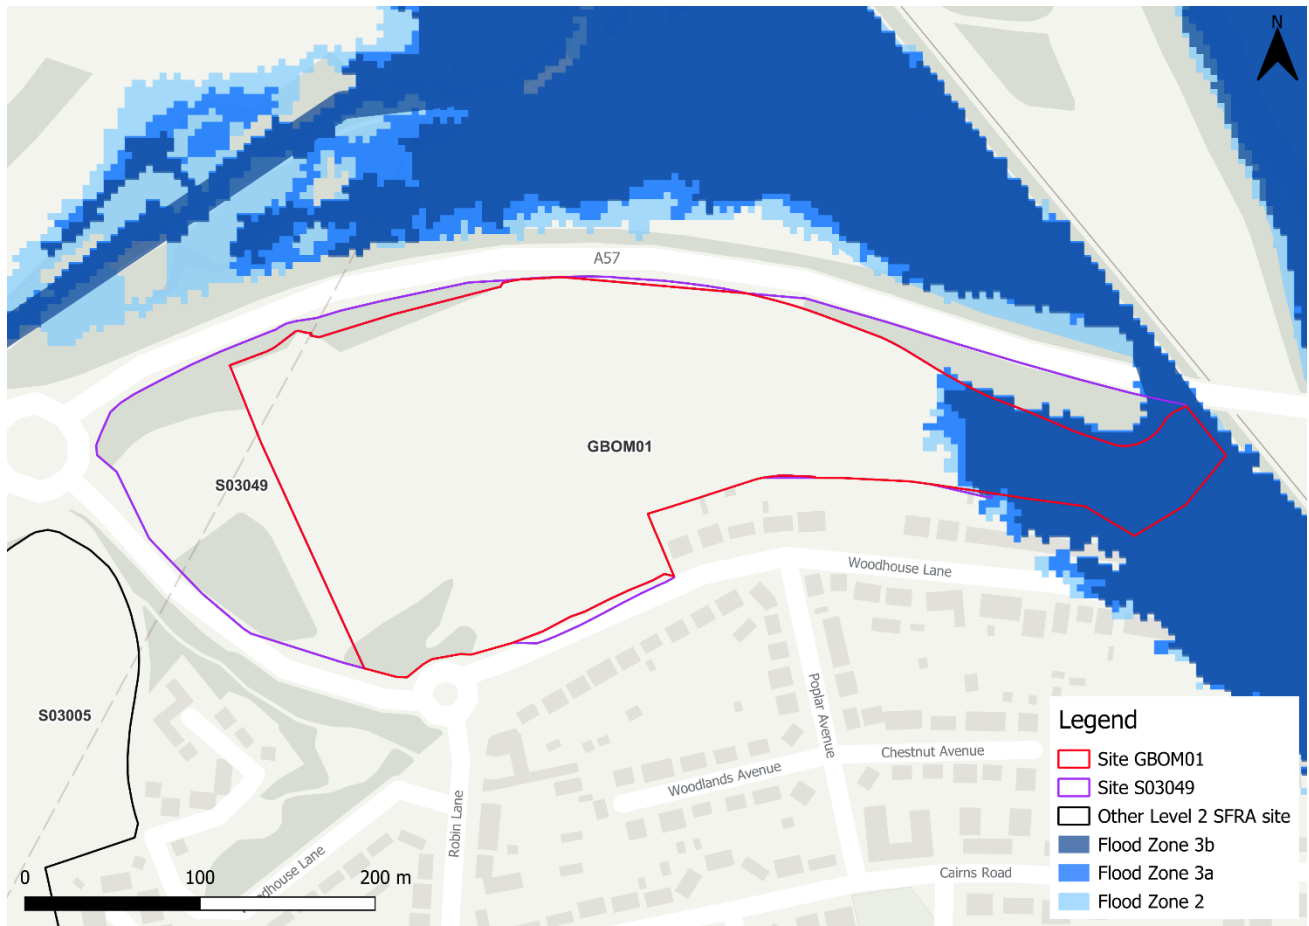 N
A57
GBOM01
S03049
Woodhouse Lane
S03005
Poplar Avenue
Chestnut Avenue
Woodlands Avenue
Robin Lane
Cairns Road
Legend
Site GBOM01
Site S03049
Other Level 2 SFRA site
Flood Zone 3b
Flood Zone 3a
Flood Zone 2
0 100 200 m